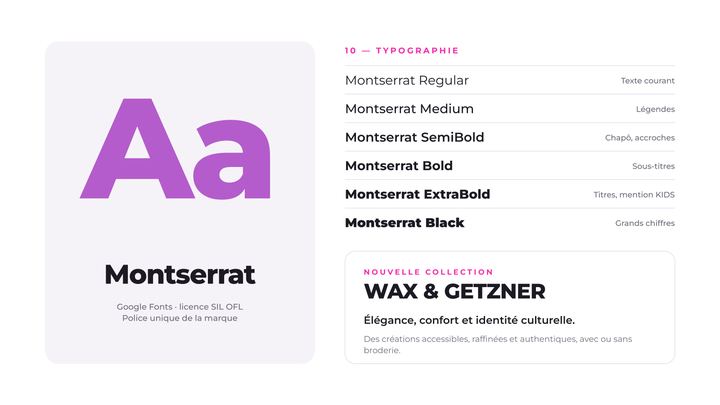 Aa
Montserrat
Google Fonts · licence SIL OFL
Police unique de la marque
10 — TYPOGRAPHIE
Montserrat Regular Texte courant
Montserrat Medium Légendes
Montserrat SemiBold Chapô, accroches
Montserrat Bold Sous-titres
Montserrat ExtraBold Titres, mention KIDS
Montserrat Black Grands chiffres
NOUVELLE COLLECTION
WAX & GETZNER
Élégance, confort et identité culturelle.
Des créations accessibles, raffinées et authentiques, avec ou sans
broderie.